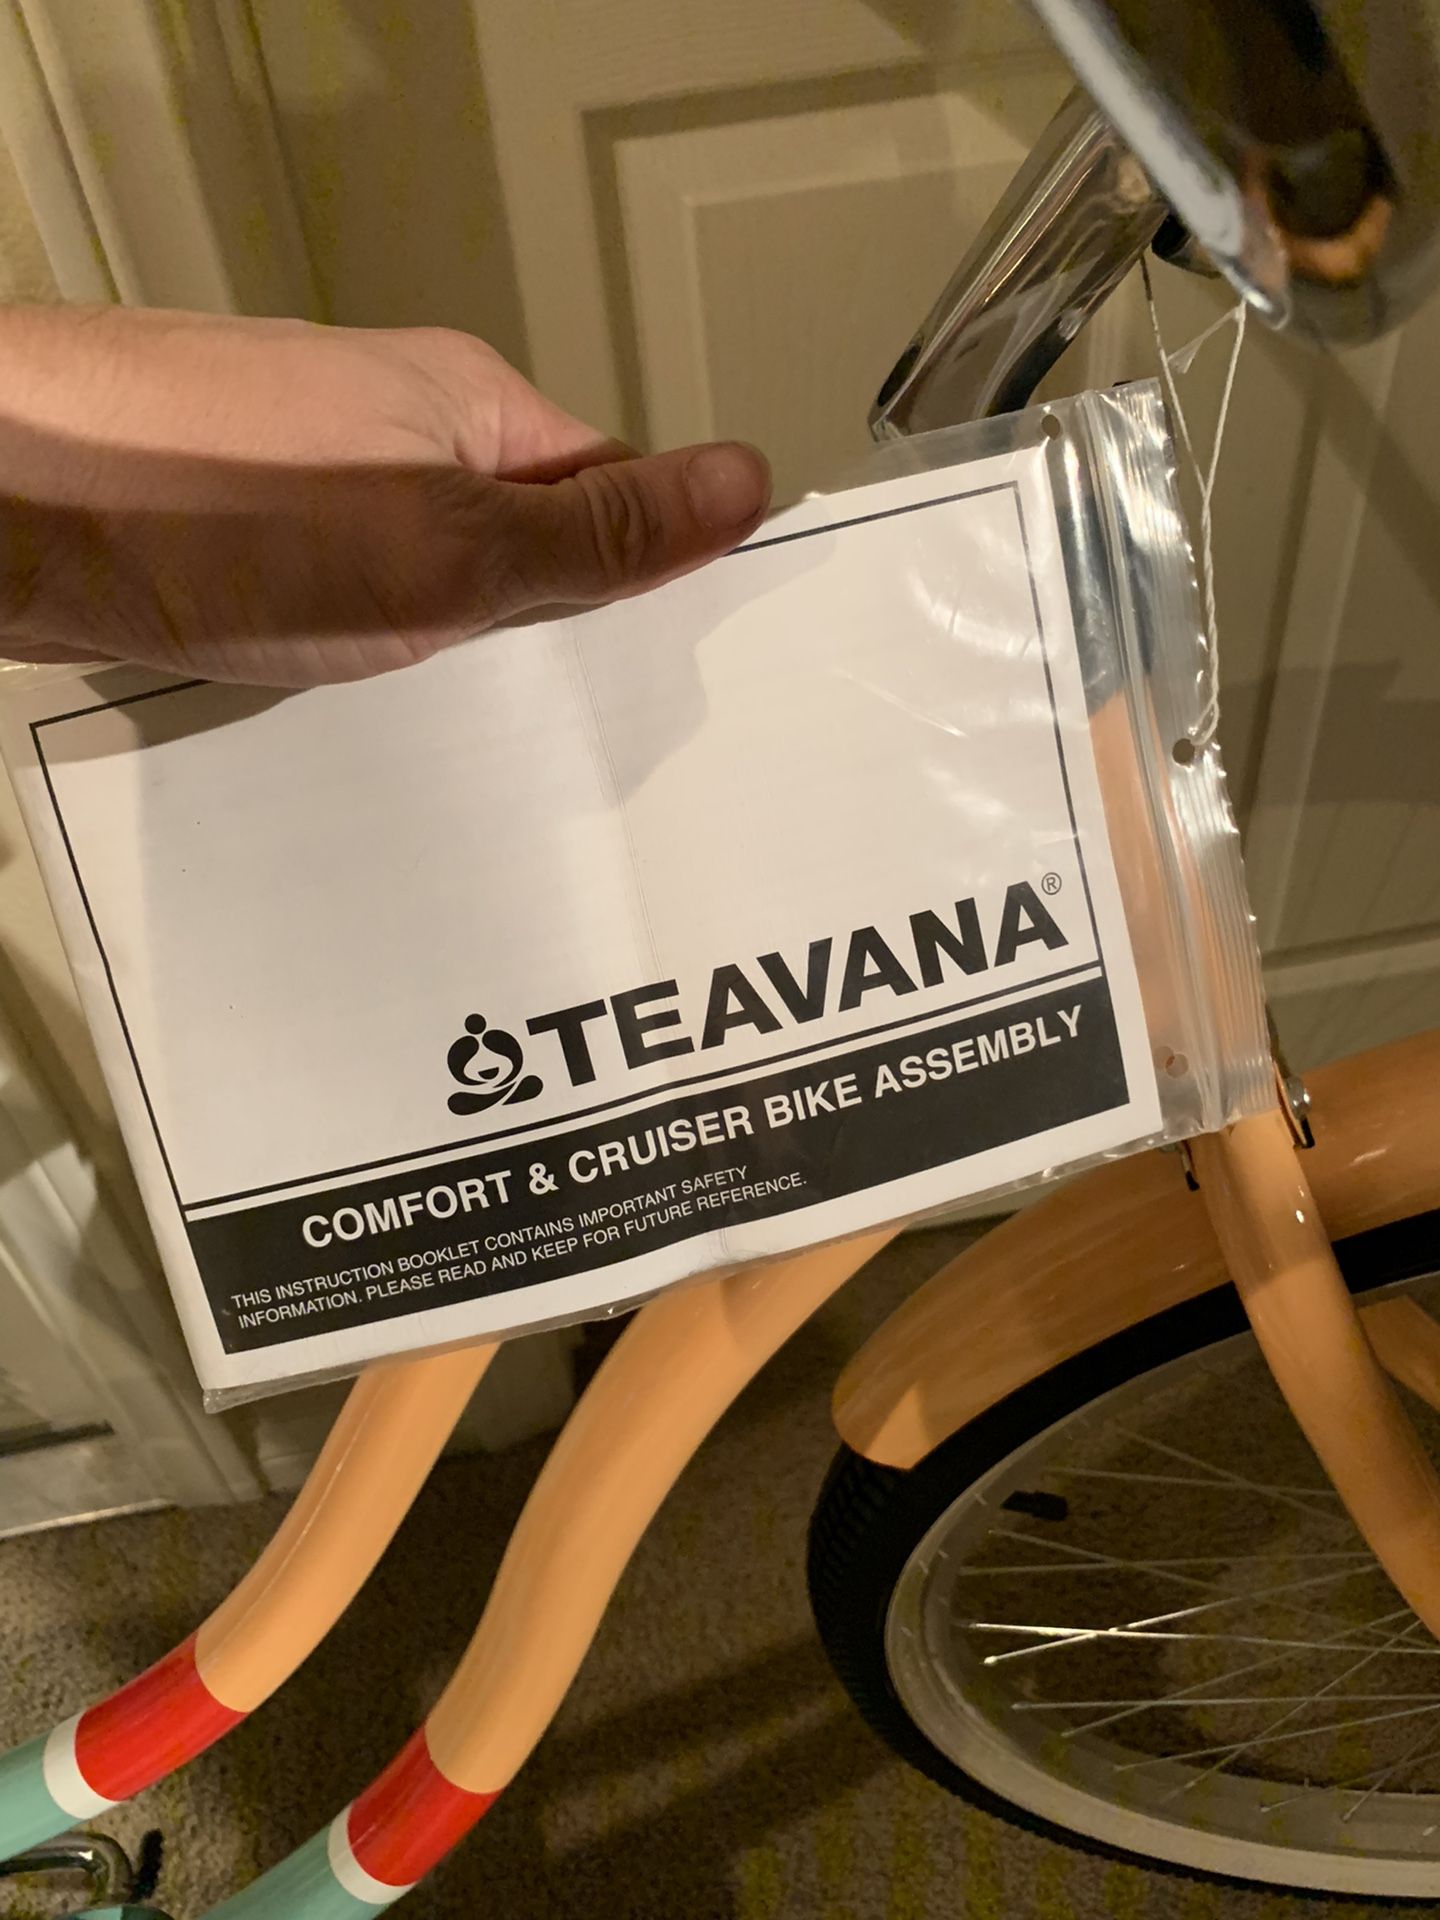 TEAVANA®
COMFORT & CRUISER BIKE ASSEMBLY
THIS INSTRUCTION BOOKLET CONTAINS IMPORTANT SAFETY
INFORMATION. PLEASE READ AND KEEP FOR FUTURE REFERENCE.